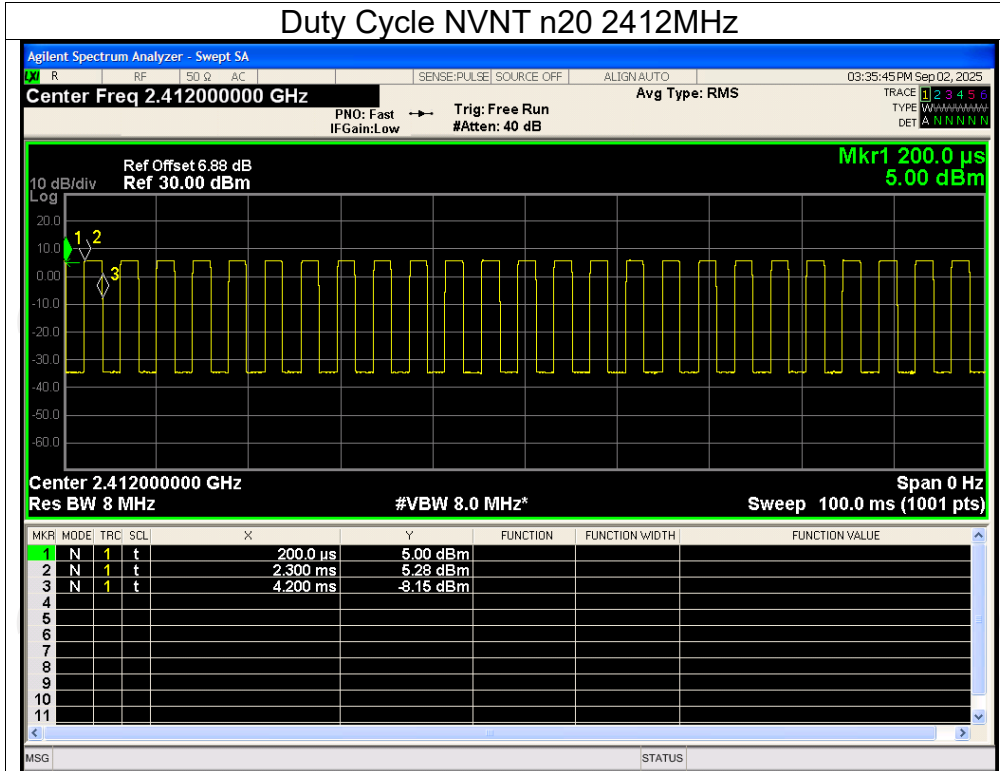 Duty Cycle NVNT n20 2412MHz
Agilent Spectrum Analyzer - Swept SA
LXI R RF 50 Ω AC SENSE:PULSE SOURCE OFF ALIGN AUTO 03:35:45 PM Sep 02, 2025
Center Freq 2.412000000 GHz
PNO: Fast
IFGain:Low
Trig: Free Run
#Atten: 40 dB
Avg Type: RMS
TRACE 1 2 3 4 5 6
TYPE WWWWWW
DET A N N N N N
Mkr1 200.0 µs
5.00 dBm
Ref Offset 6.88 dB
10 dB/div Ref 30.00 dBm
Log
20.0
10.0
0.00
-10.0
-20.0
-30.0
-40.0
-50.0
-60.0
1 2
3
Center 2.412000000 GHz Span 0 Hz
Res BW 8 MHz #VBW 8.0 MHz* Sweep 100.0 ms (1001 pts)
MKR MODE TRC SCL X Y FUNCTION FUNCTION WIDTH FUNCTION VALUE
1 N 1 t 200.0 µs 5.00 dBm
2 N 1 t 2.300 ms 5.28 dBm
3 N 1 t 4.200 ms -8.15 dBm
4
5
6
7
8
9
10
11
MSG STATUS